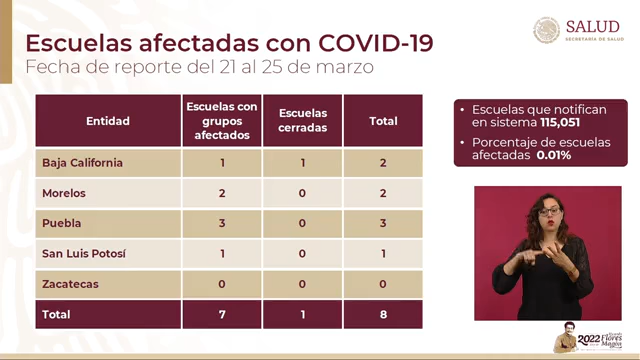 Escuelas afectadas con COVID-19
Fecha de reporte del 21 al 25 de marzo
SALUD
SECRETARÍA DE SALUD
Entidad
Escuelas con
grupos
afectados
Escuelas
cerradas
Total
Baja California 1 1 2
Morelos 2 0 2
Puebla 3 0 3
San Luis Potosí 1 0 1
Zacatecas 0 0 0
Total 7 1 8
• Escuelas que notifican
en sistema 115,051
• Porcentaje de escuelas
afectadas 0.01%
2022 Flores
Magón